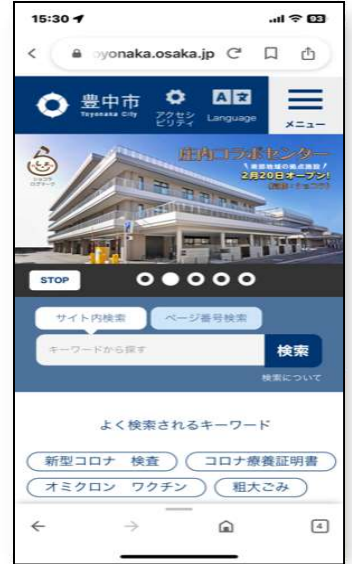 15:30
93
yonaka.osaka.jp
豊中市
Toyonaka City
アクセシ
ビリティ
Language
メニュー
庄内コラボセンター
2月20日オープン!
STOP
サイト内検索
ページ番号検索
キーワードから探す
検索
検索について
よく検索されるキーワード
新型コロナ 検査
コロナ療養証明書
オミクロン ワクチン
粗大ごみ
4